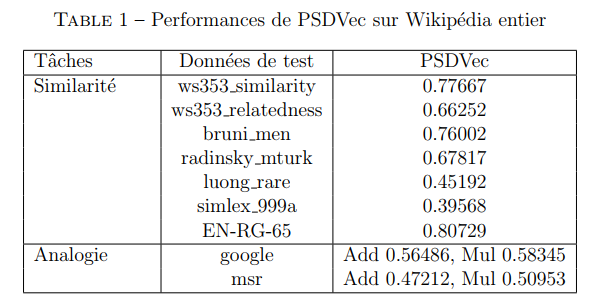 TABLE 1 – Performances de PSDVec sur Wikipédia entier
Tâches Données de test PSDVec
Similarité ws353_similarity 0.77667
ws353_relatedness 0.66252
bruni_men 0.76002
radinsky_mturk 0.67817
luong_rare 0.45192
simlex_999a 0.39568
EN-RG-65 0.80729
Analogie google Add 0.56486, Mul 0.58345
msr Add 0.47212, Mul 0.50953